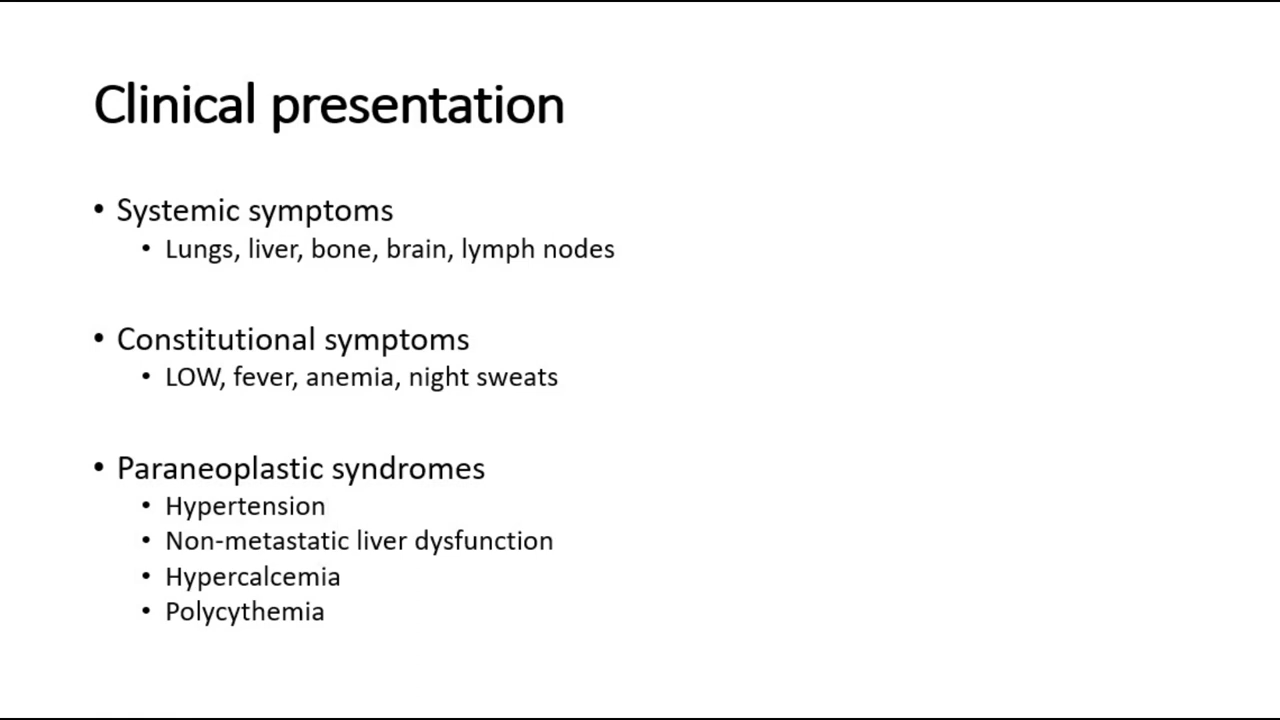 Clinical presentation
• Systemic symptoms
• Lungs, liver, bone, brain, lymph nodes
• Constitutional symptoms
• LOW, fever, anemia, night sweats
• Paraneoplastic syndromes
• Hypertension
• Non-metastatic liver dysfunction
• Hypercalcemia
• Polycythemia